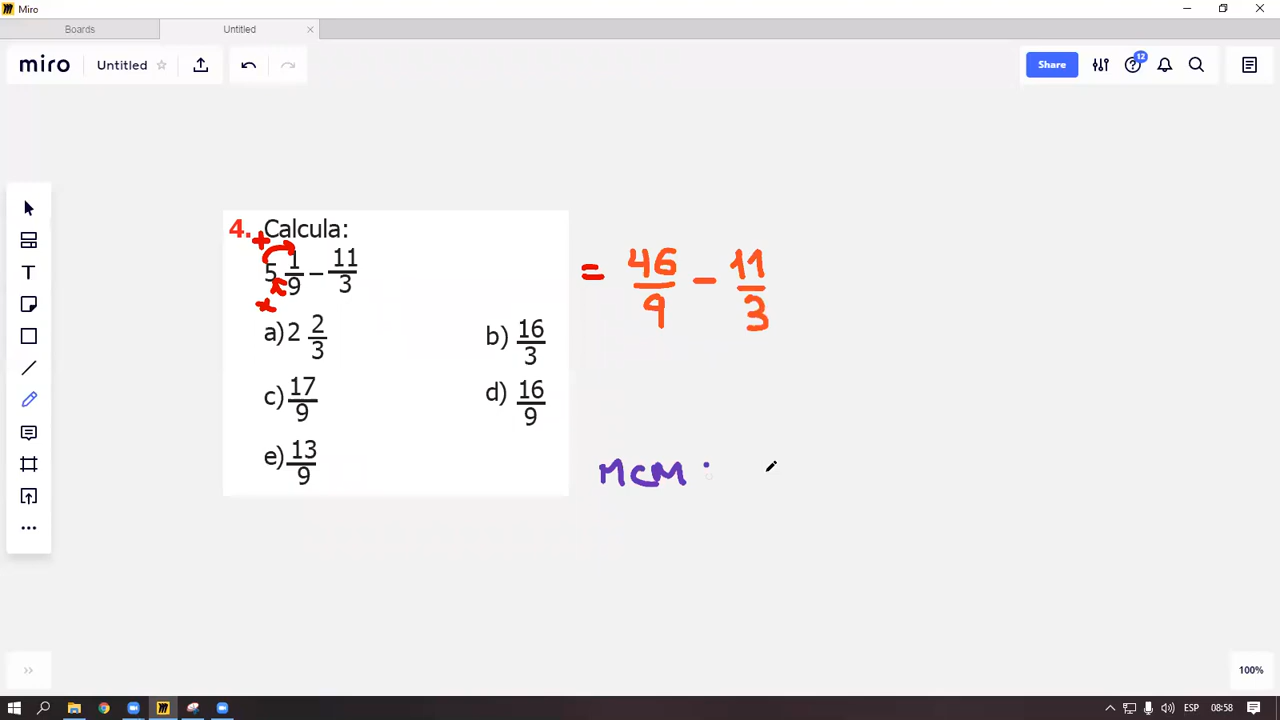 Miro
Boards
Untitled
miro
Untitled
Share
12
4. Calcula:
5 1/9 - 11/3
a) 2 2/3
b) 16/3
c) 17/9
d) 16/9
e) 13/9
+
x
= 46/9 - 11/3
MCM :
100%
ESP
08:58